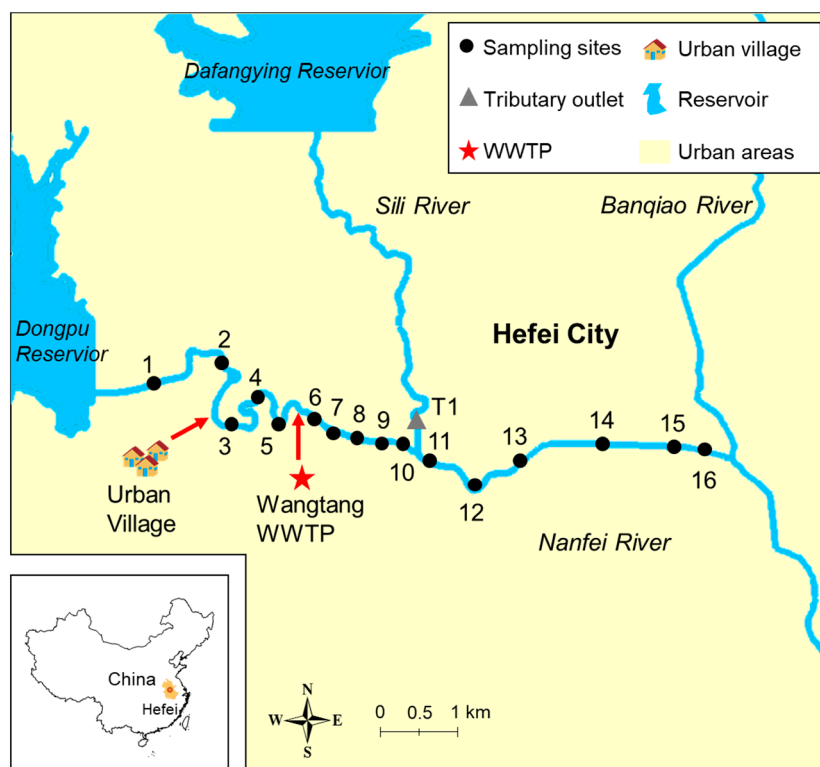 Dafangying Reservior
Sampling sites
Urban village
Tributary outlet
Reservoir
WWTP
Urban areas
Sili River
Banqiao River
Dongpu
Reservior
Hefei City
1
2
3
4
5
6
7
8
9
10
T1
11
12
13
14
15
16
Urban
Village
Wangtang
WWTP
Nanfei River
China
Hefei
N
W
E
S
0 0.5 1 km